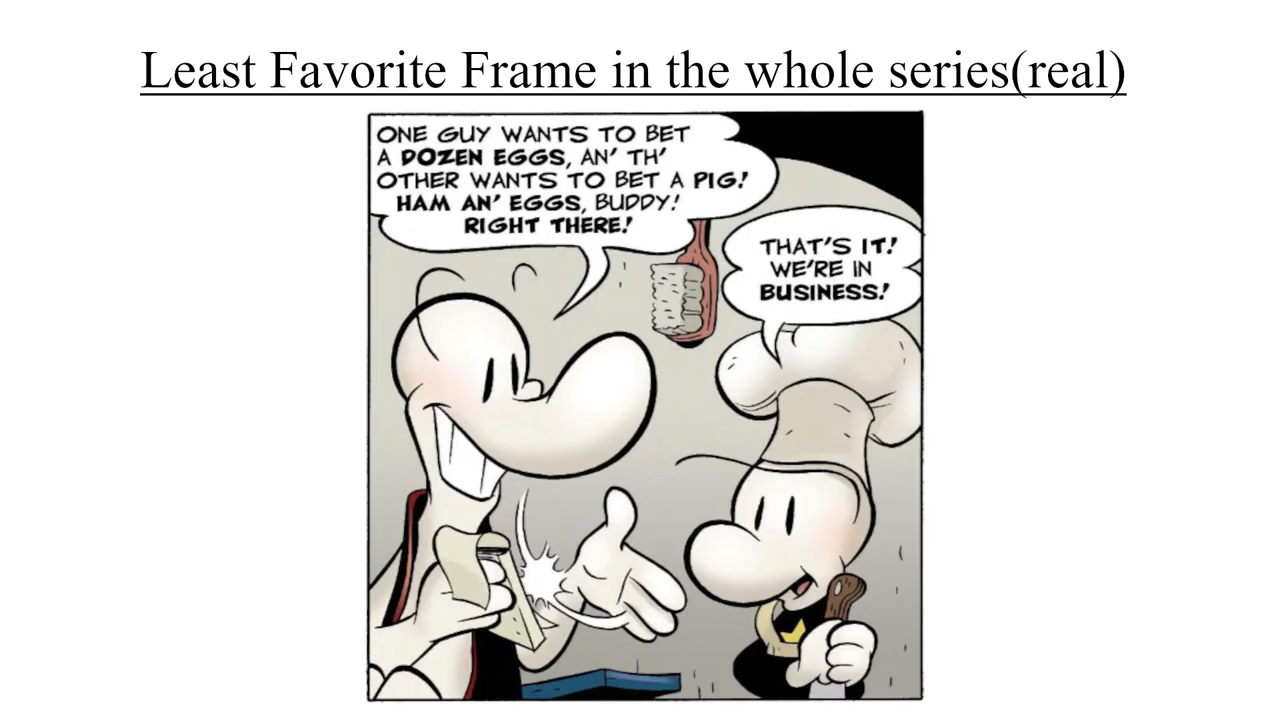 Least Favorite Frame in the whole series(real)
ONE GUY WANTS TO BET
A DOZEN EGGS, AN' TH'
OTHER WANTS TO BET A PIG!
HAM AN' EGGS, BUDDY!
RIGHT THERE!
THAT'S IT!
WE'RE IN
BUSINESS!